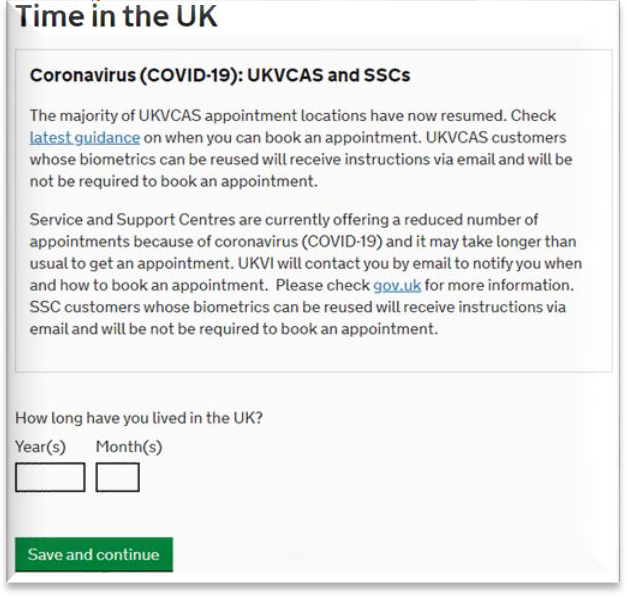 Time in the UK
Coronavirus (COVID-19): UKVCAS and SSCs
The majority of UKVCAS appointment locations have now resumed. Check
latest guidance on when you can book an appointment. UKVCAS customers
whose biometrics can be reused will receive instructions via email and will be
not be required to book an appointment.
Service and Support Centres are currently offering a reduced number of
appointments because of coronavirus (COVID-19) and it may take longer than
usual to get an appointment. UKVI will contact you by email to notify you when
and how to book an appointment. Please check gov.uk for more information.
SSC customers whose biometrics can be reused will receive instructions via
email and will be not be required to book an appointment.
How long have you lived in the UK?
Year(s) Month(s)
Save and continue